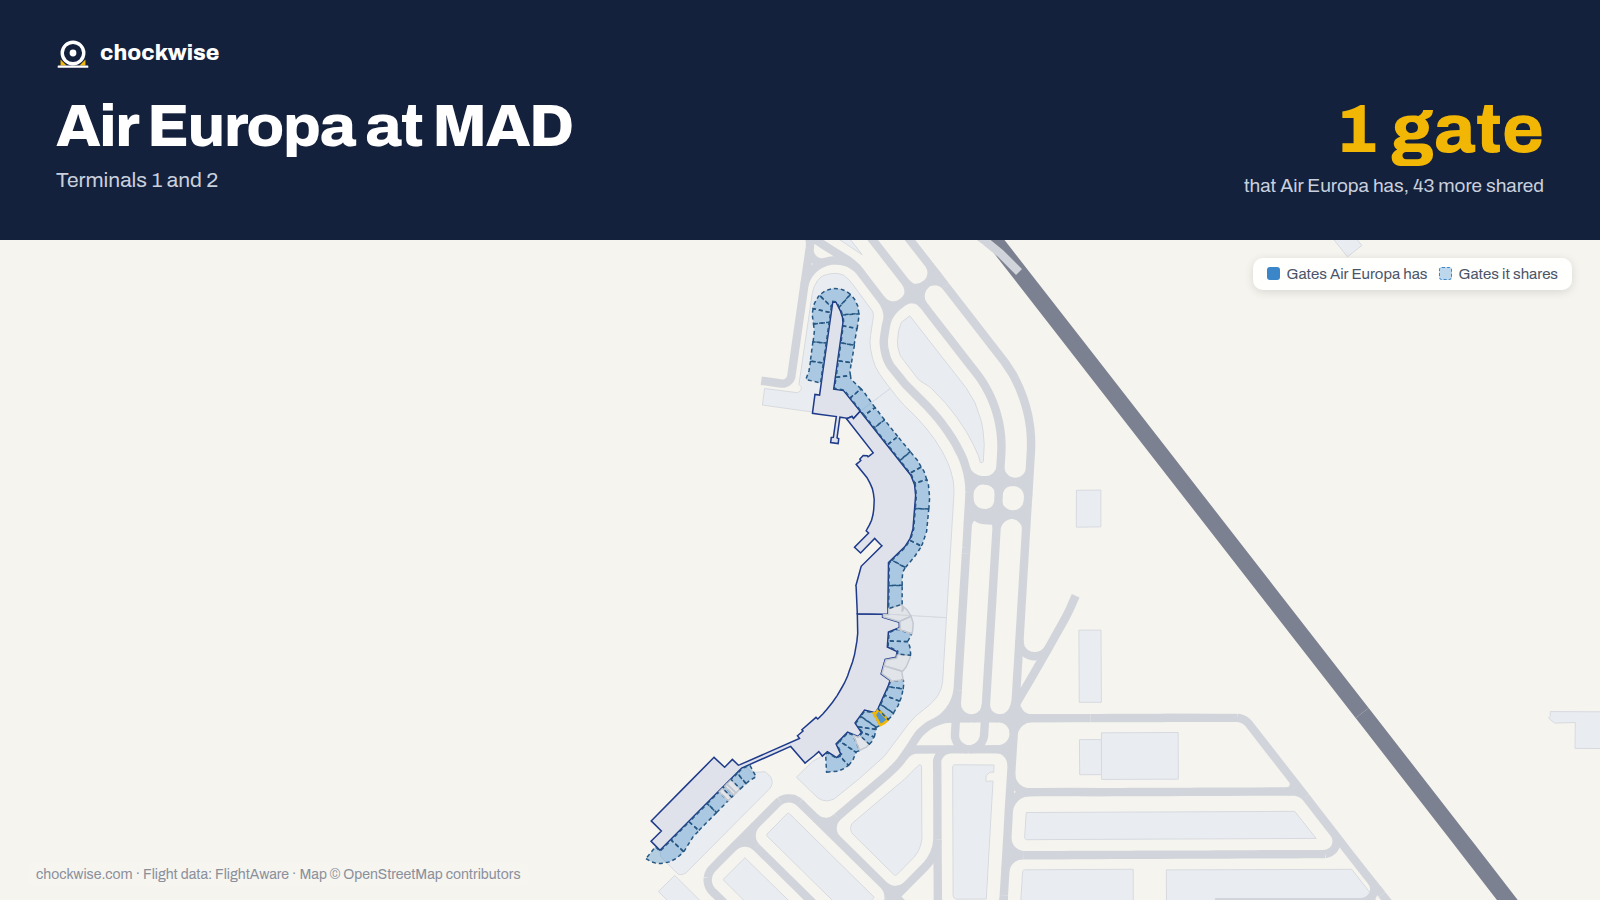 chockwise
Air Europa at MAD
Terminals 1 and 2
1 gate
that Air Europa has, 43 more shared
Gates Air Europa has
Gates it shares
chockwise.com · Flight data: FlightAware · Map © OpenStreetMap contributors